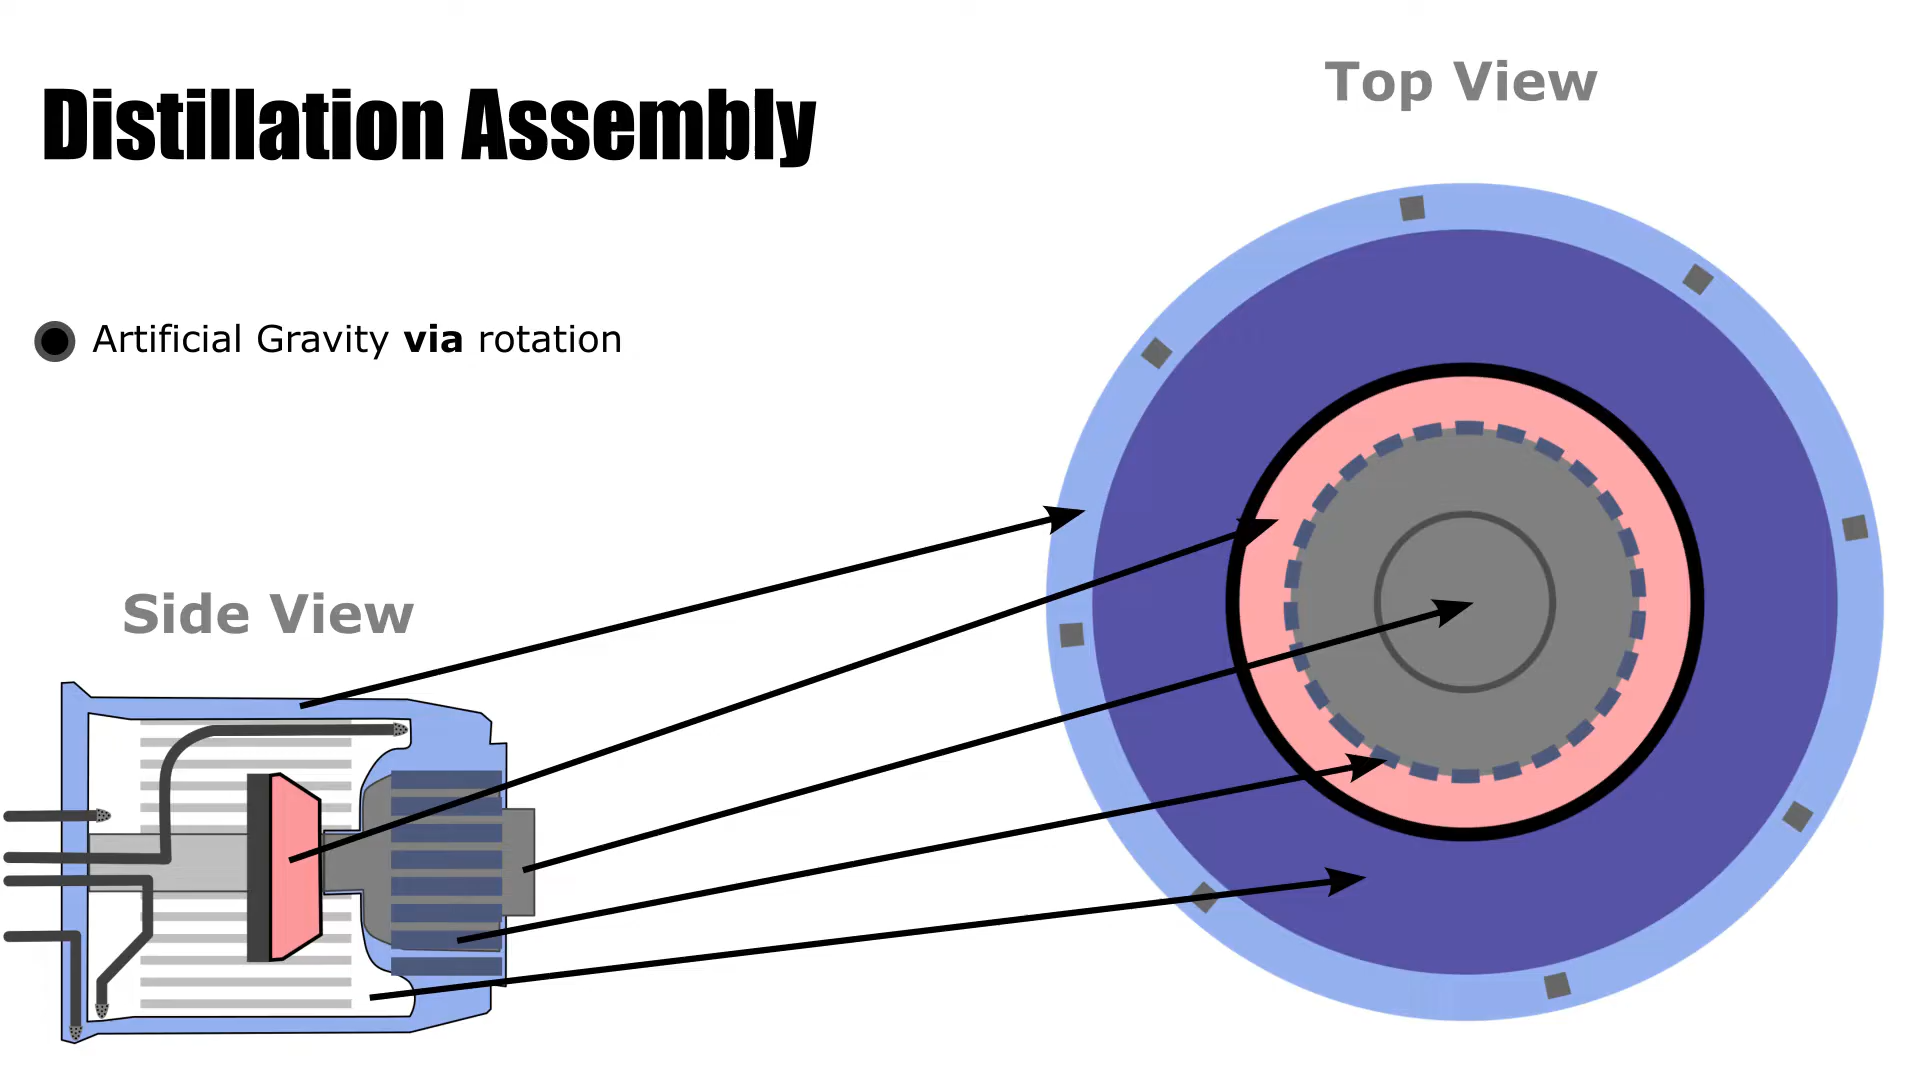 Top View
Distillation Assembly
Artificial Gravity via rotation
Side View